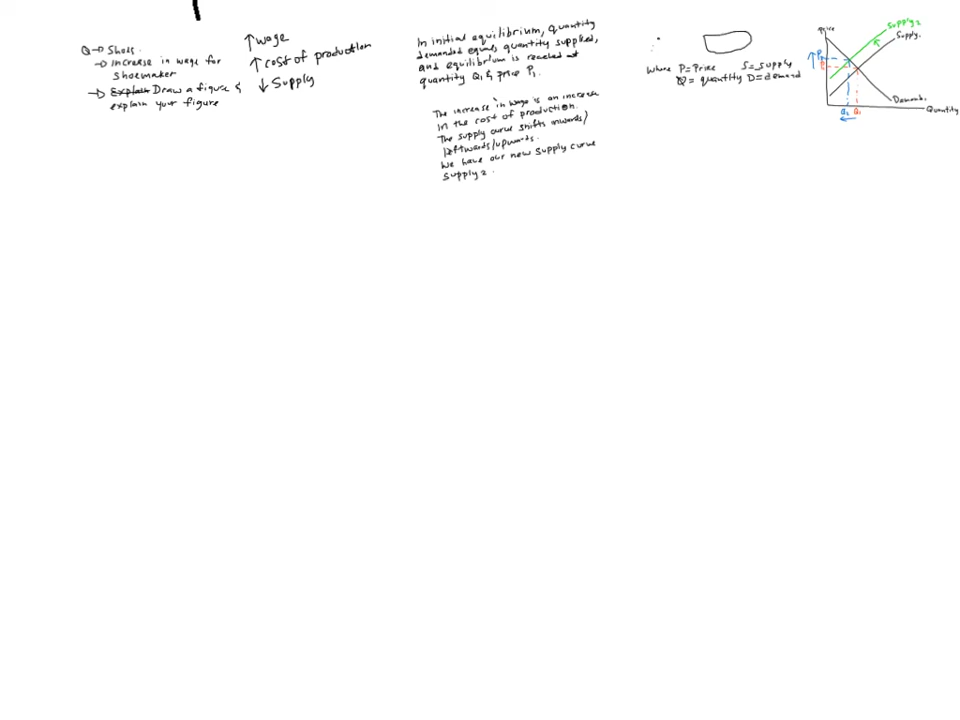 Q → Shoes.
→ Increase in wage for
Shoemaker
→ Explain Draw a figure &
explain your figure
↑ wage
↑ cost of production
↓ Supply
In initial equilibrium, Quantity
demanded equals quantity supplied,
and equilibrium is reached at
quantity Q1 & price P1.
The increase in wage is an increase
in the cost of production.
The supply curve shifts inwards/
leftwards/upwards.
We have our new supply curve
Supply 2.
where P = Price S = supply
Q = quantity D = demand
Price
Supply 2
Supply.
Demand.
Quantity
Q2 Q1